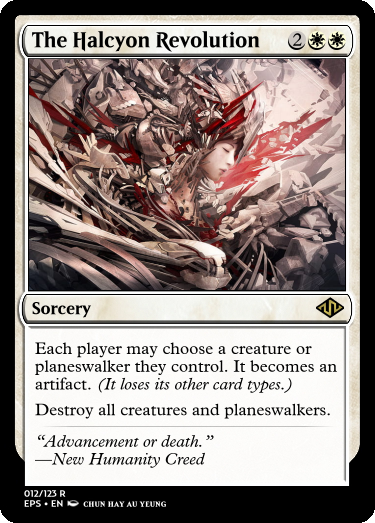 The Halcyon Revolution 2
Sorcery
Each player may choose a creature or
planeswalker they control. It becomes an
artifact. (It loses its other card types.)
Destroy all creatures and planeswalkers.
“Advancement or death.”
—New Humanity Creed
012/123 R
EPS • EN CHUN HAY AU YEUNG